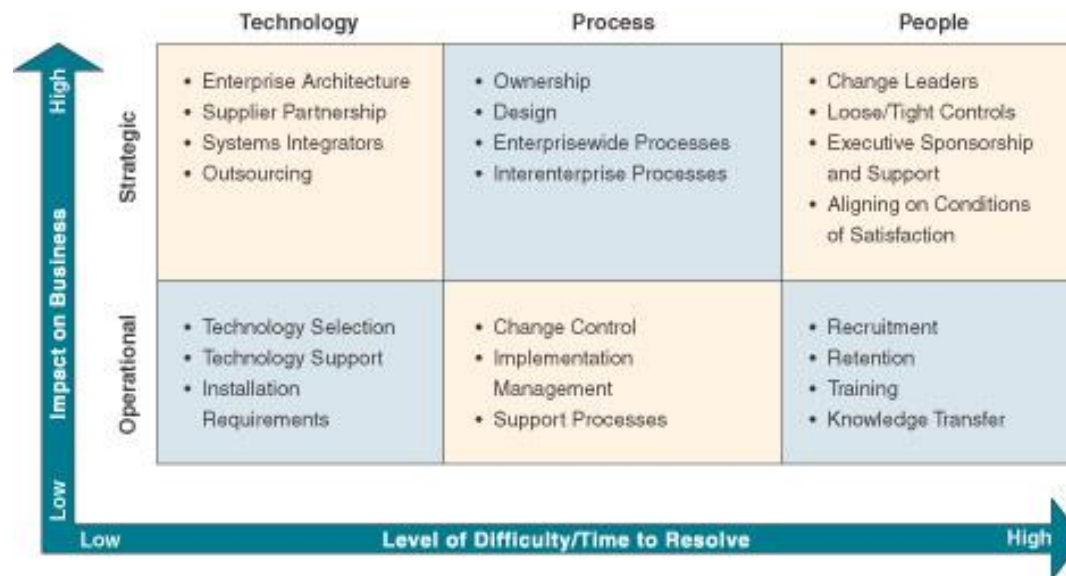 Technology
Process
People
High
Impact on Business
Low
Strategic
• Enterprise Architecture
• Supplier Partnership
• Systems Integrators
• Outsourcing
• Ownership
• Design
• Enterprisewide Processes
• Interenterprise Processes
• Change Leaders
• Loose/Tight Controls
• Executive Sponsorship
and Support
• Aligning on Conditions
of Satisfaction
Operational
• Technology Selection
• Technology Support
• Installation
Requirements
• Change Control
• Implementation
Management
• Support Processes
• Recruitment
• Retention
• Training
• Knowledge Transfer
Low
Level of Difficulty/Time to Resolve
High